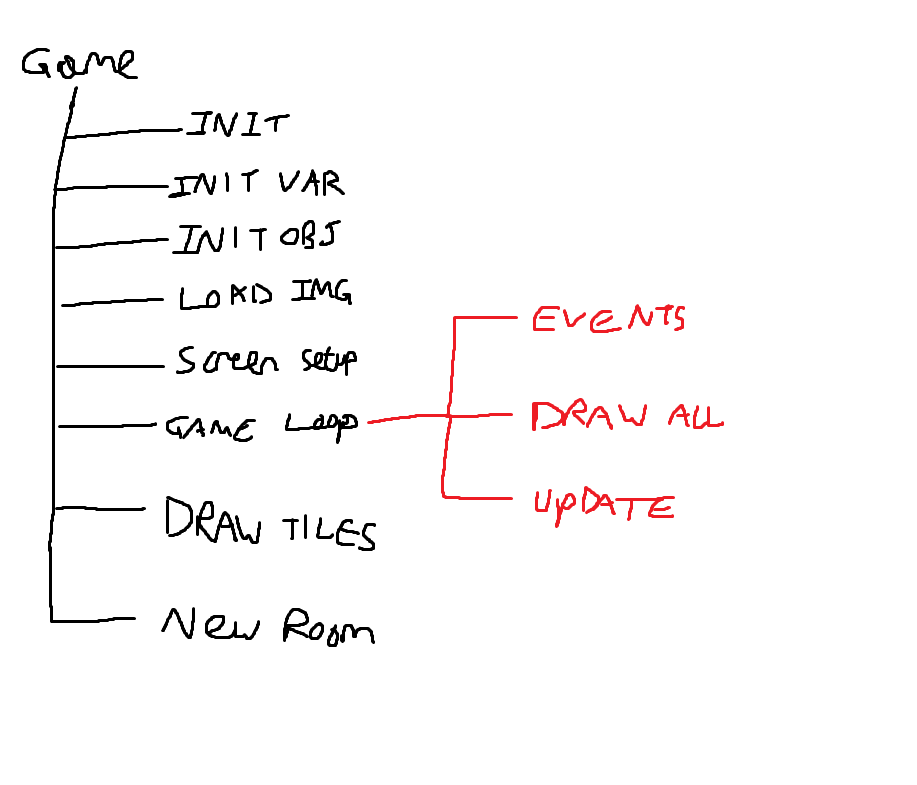 Game
INIT
INIT VAR
INIT OBJ
LOAD IMG
Screen setup
GAME LOOP
EVENTS
DRAW ALL
UPDATE
DRAW TILES
New Room